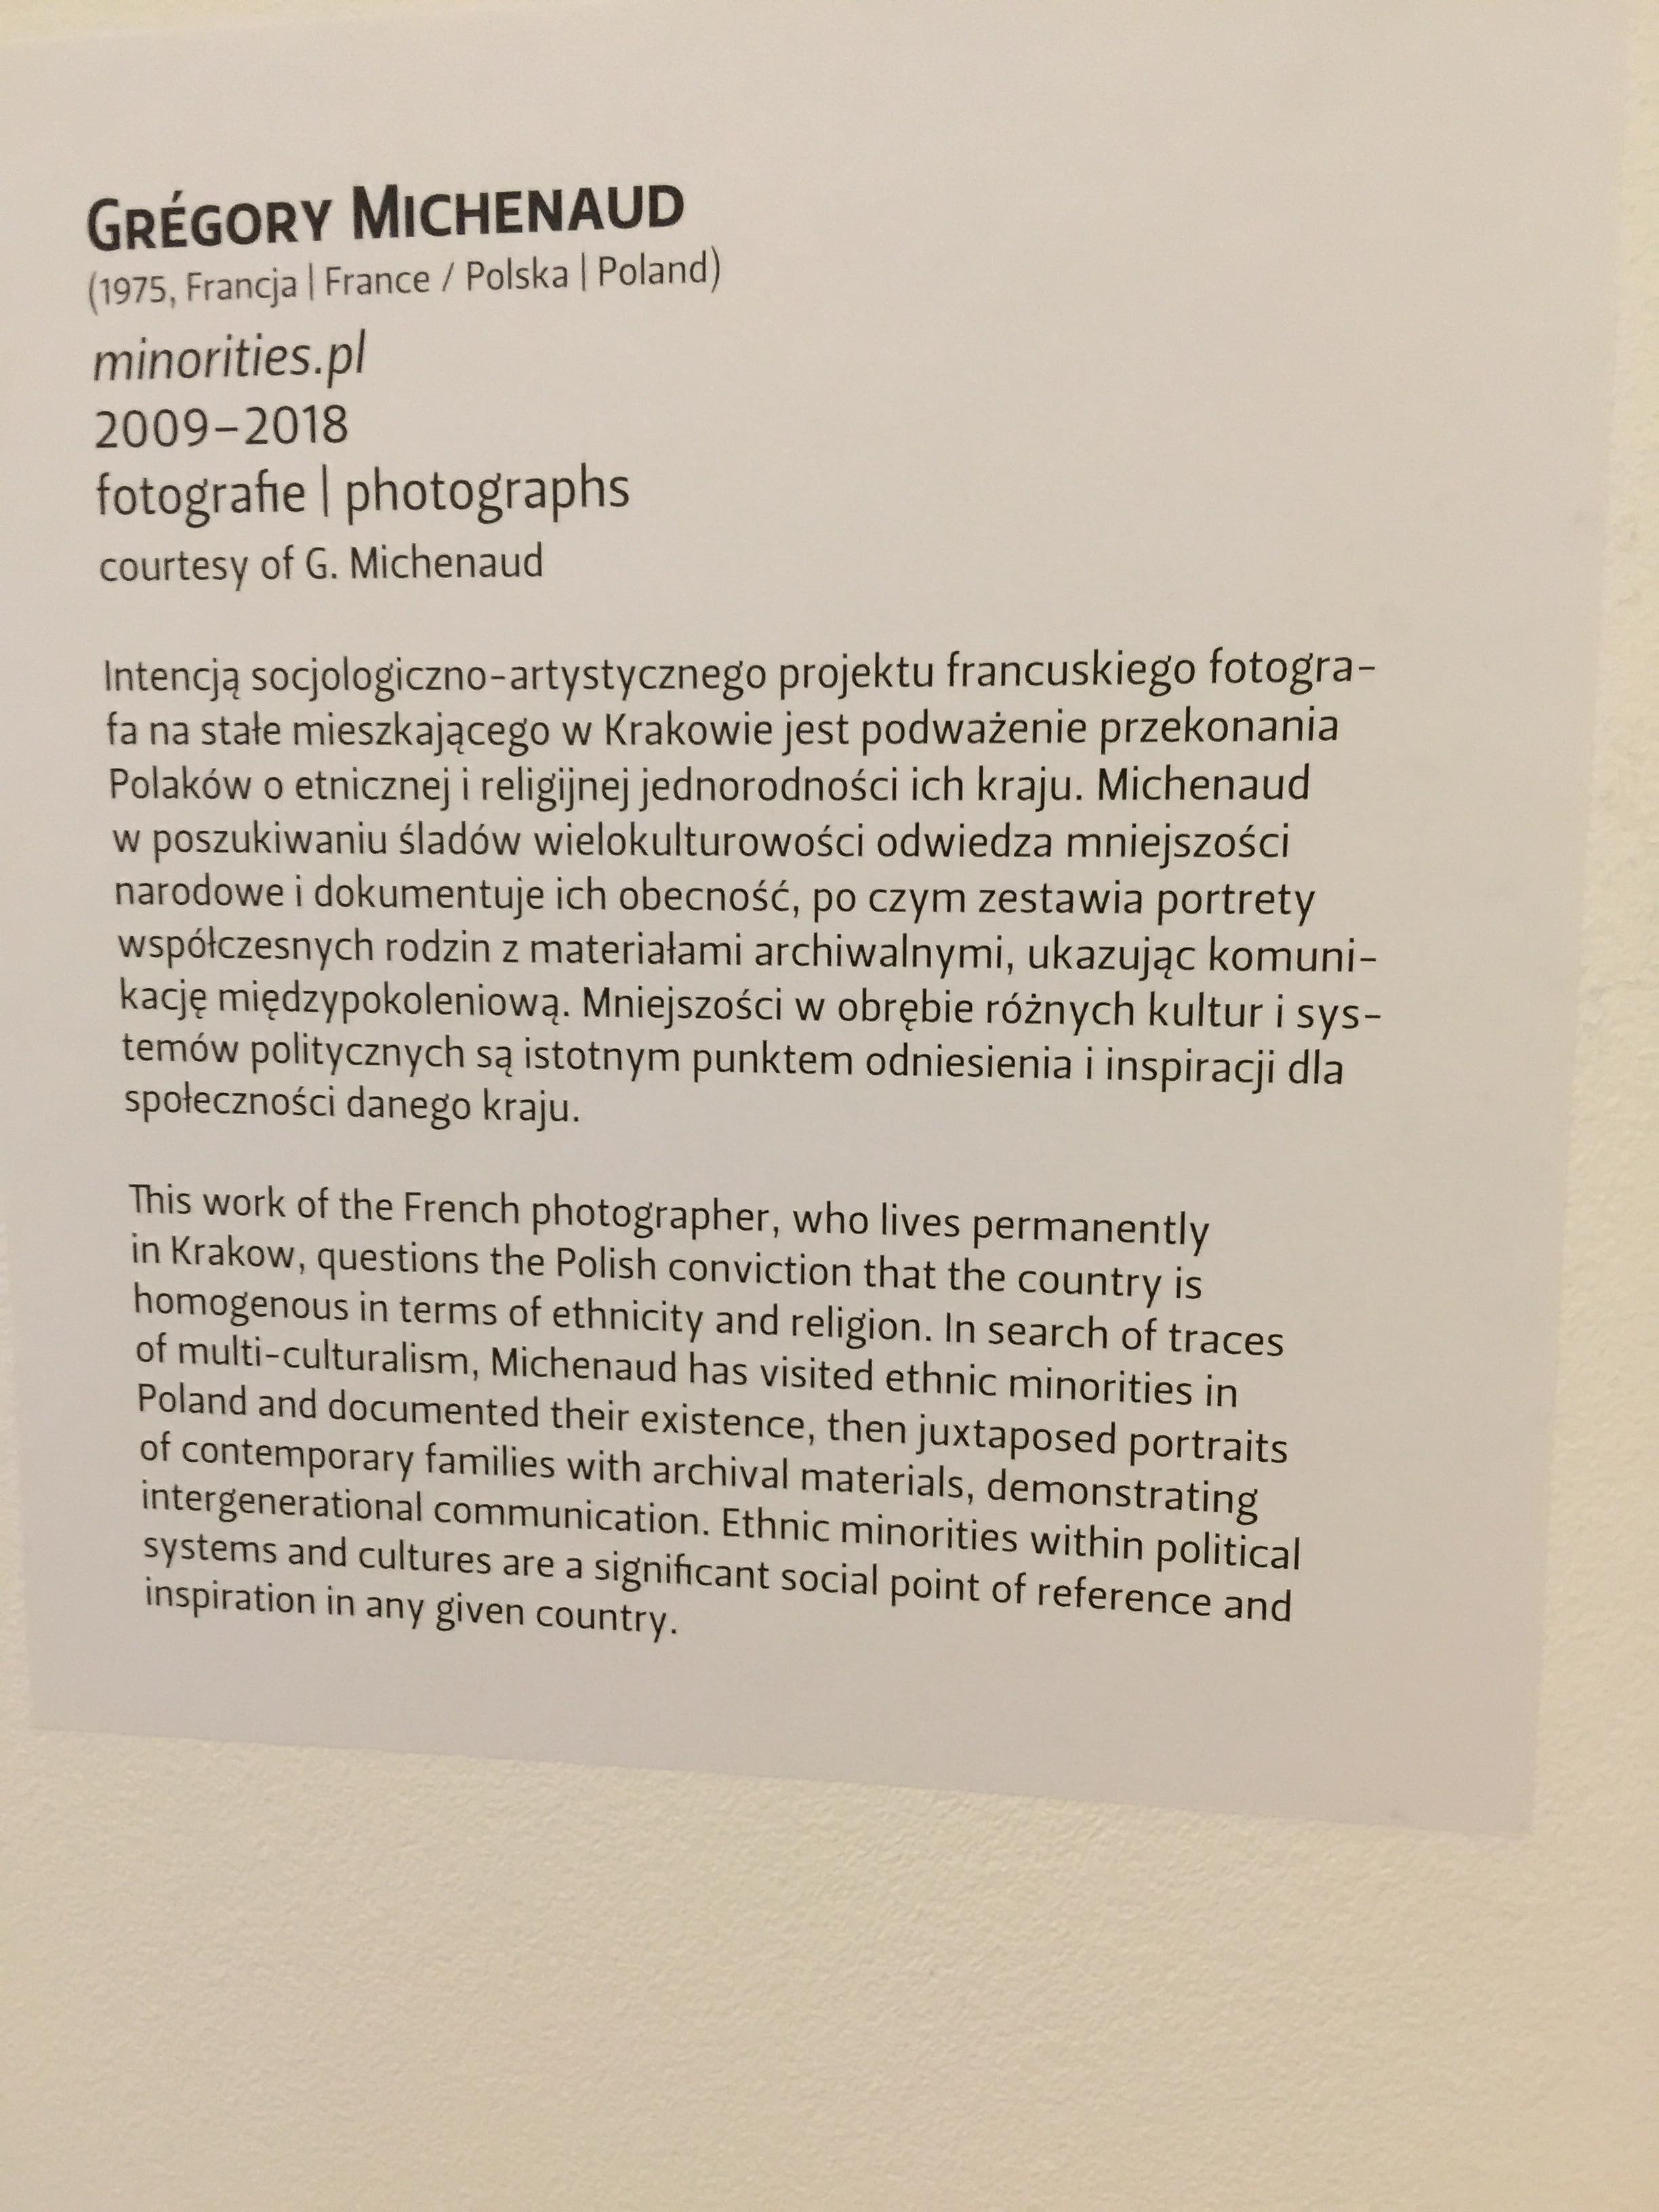 GRÉGORY MICHENAUD
(1975, Francja | France / Polska | Poland)
minorities.pl
2009–2018
fotografie | photographs
courtesy of G. Michenaud
Intencją socjologiczno-artystycznego projektu francuskiego fotogra-
fa na stałe mieszkającego w Krakowie jest podważenie przekonania
Polaków o etnicznej i religijnej jednorodności ich kraju. Michenaud
w poszukiwaniu śladów wielokulturowości odwiedza mniejszości
narodowe i dokumentuje ich obecność, po czym zestawia portrety
współczesnych rodzin z materiałami archiwalnymi, ukazując komuni-
kację międzypokoleniową. Mniejszości w obrębie różnych kultur i sys-
temów politycznych są istotnym punktem odniesienia i inspiracji dla
społeczności danego kraju.
This work of the French photographer, who lives permanently
in Krakow, questions the Polish conviction that the country is
homogenous in terms of ethnicity and religion. In search of traces
of multi-culturalism, Michenaud has visited ethnic minorities in
Poland and documented their existence, then juxtaposed portraits
of contemporary families with archival materials, demonstrating
intergenerational communication. Ethnic minorities within political
systems and cultures are a significant social point of reference and
inspiration in any given country.